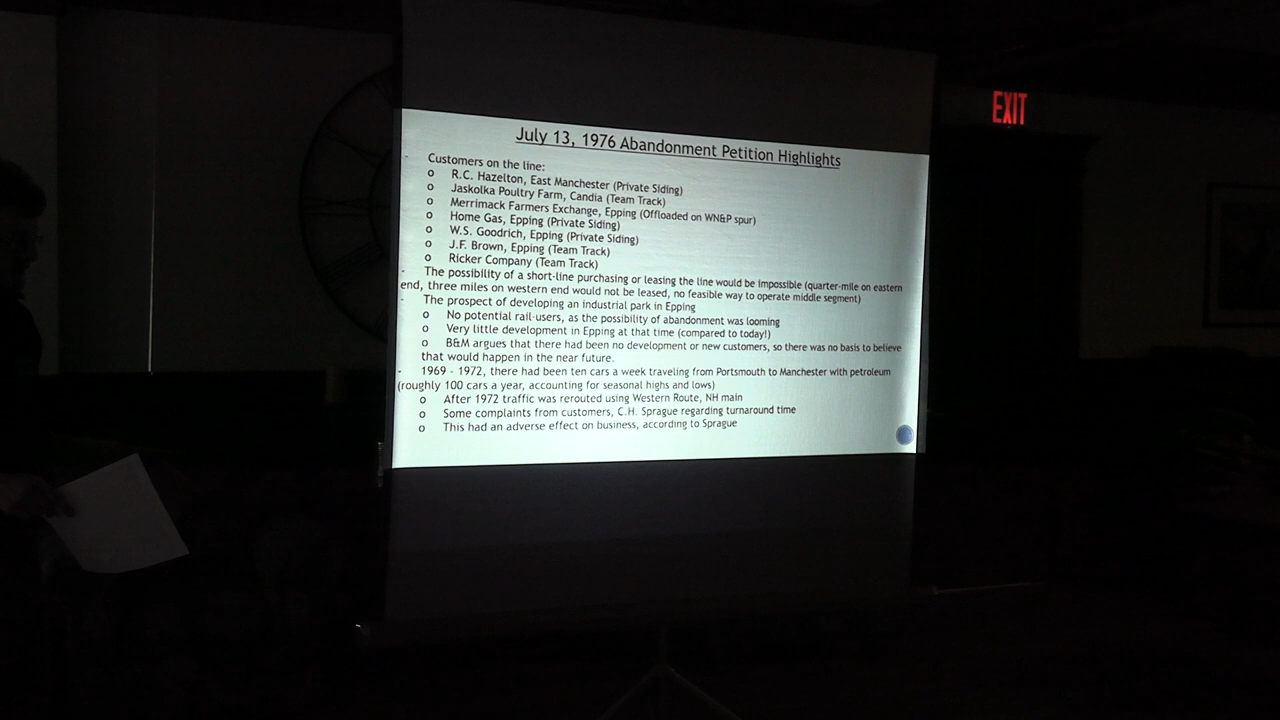 July 13, 1976 Abandonment Petition Highlights
EXIT
- Customers on the line:
o R.C. Hazelton, East Manchester (Private Siding)
o Jaskolka Poultry Farm, Candia (Team Track)
o Merrimack Farmers Exchange, Epping (Offloaded on WN&P spur)
o Home Gas, Epping (Private Siding)
o W.S. Goodrich, Epping (Private Siding)
o J.F. Brown, Epping (Team Track)
o Ricker Company (Team Track)
- The possibility of a short-line purchasing or leasing the line would be impossible (quarter-mile on eastern
end, three miles on western end would not be leased, no feasible way to operate middle segment)
- The prospect of developing an industrial park in Epping
o No potential rail-users, as the possibility of abandonment was looming
o Very little development in Epping at that time (compared to today!)
o B&M argues that there had been no development or new customers, so there was no basis to believe
that would happen in the near future.
- 1969 - 1972, there had been ten cars a week traveling from Portsmouth to Manchester with petroleum
(roughly 100 cars a year, accounting for seasonal highs and lows)
o After 1972 traffic was rerouted using Western Route, NH main
o Some complaints from customers, C.H. Sprague regarding turnaround time
o This had an adverse effect on business, according to Sprague